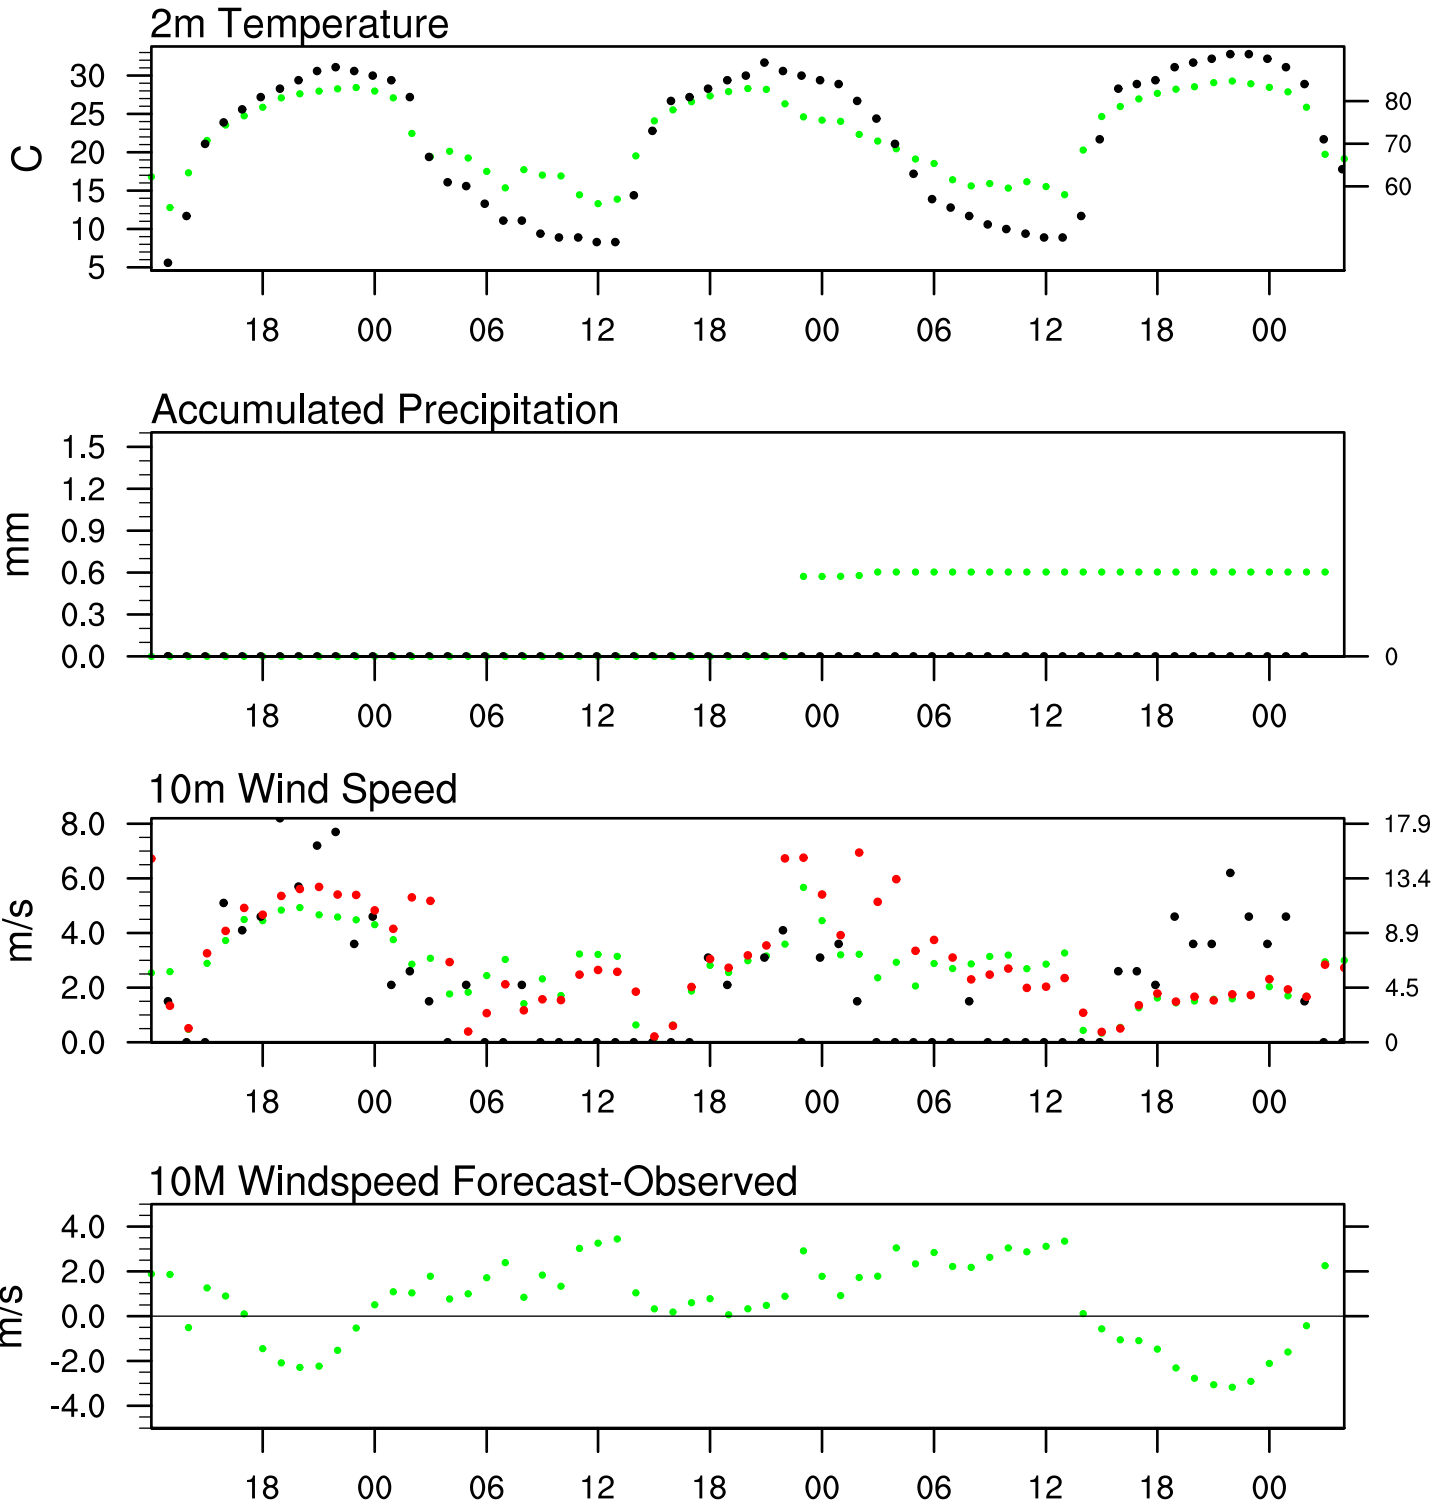 2m Temperature
30
25
20
15
10
5
C
80
70
60
18 00 06 12 18 00 06 12 18 00
Accumulated Precipitation
1.5
1.2
0.9
0.6
0.3
0.0
mm
0
18 00 06 12 18 00 06 12 18 00
10m Wind Speed
8.0
6.0
4.0
2.0
0.0
m/s
17.9
13.4
8.9
4.5
0
18 00 06 12 18 00 06 12 18 00
10M Windspeed Forecast-Observed
4.0
2.0
0.0
-2.0
-4.0
m/s
18 00 06 12 18 00 06 12 18 00